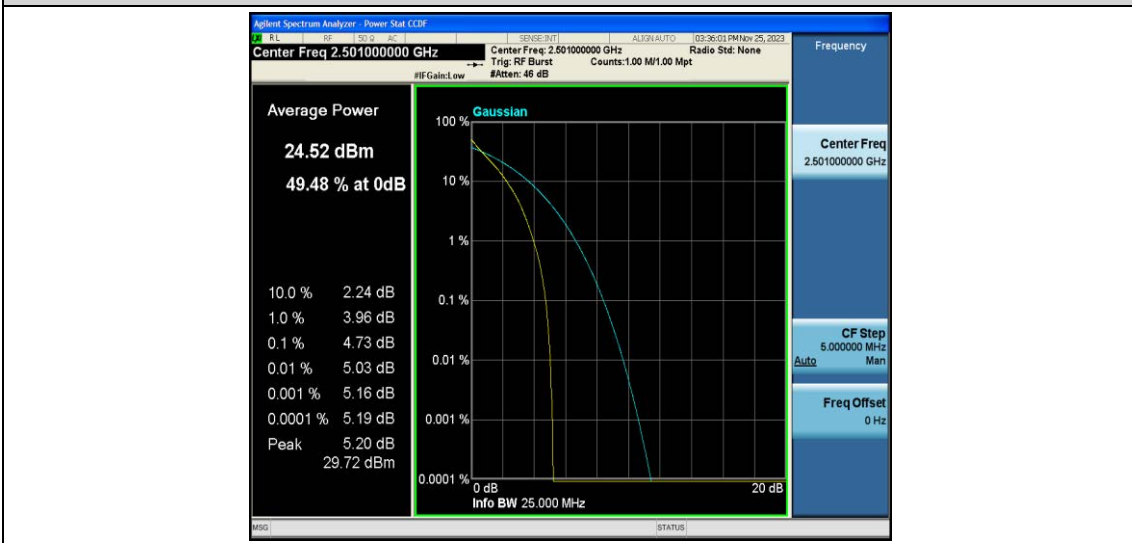 Agilent Spectrum Analyzer - Power Stat CCDF
LXI RL RF 50 Ω AC SENSE:INT ALIGN AUTO 03:36:01 PM Nov 25, 2023
Center Freq 2.501000000 GHz
Center Freq: 2.501000000 GHz Radio Std: None
Trig: RF Burst Counts:1.00 M/1.00 Mpt
#IFGain:Low #Atten: 46 dB
Frequency
Average Power
24.52 dBm
49.48 % at 0dB
10.0 % 2.24 dB
1.0 % 3.96 dB
0.1 % 4.73 dB
0.01 % 5.03 dB
0.001 % 5.16 dB
0.0001 % 5.19 dB
Peak 5.20 dB
29.72 dBm
Gaussian
100 %
10 %
1 %
0.1 %
0.01 %
0.001 %
0.0001 %
0 dB 20 dB
Info BW 25.000 MHz
Center Freq
2.501000000 GHz
CF Step
5.000000 MHz
Auto Man
Freq Offset
0 Hz
MSG STATUS